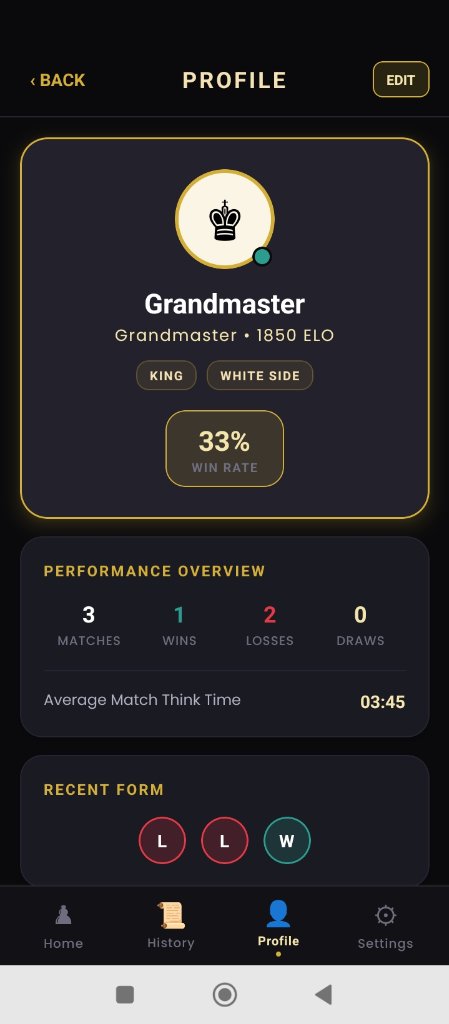 ‹ BACK
PROFILE
EDIT
Grandmaster
Grandmaster • 1850 ELO
KING
WHITE SIDE
33%
WIN RATE
PERFORMANCE OVERVIEW
3 1 2 0
MATCHES WINS LOSSES DRAWS
Average Match Think Time 03:45
RECENT FORM
L L W
Home History Profile Settings